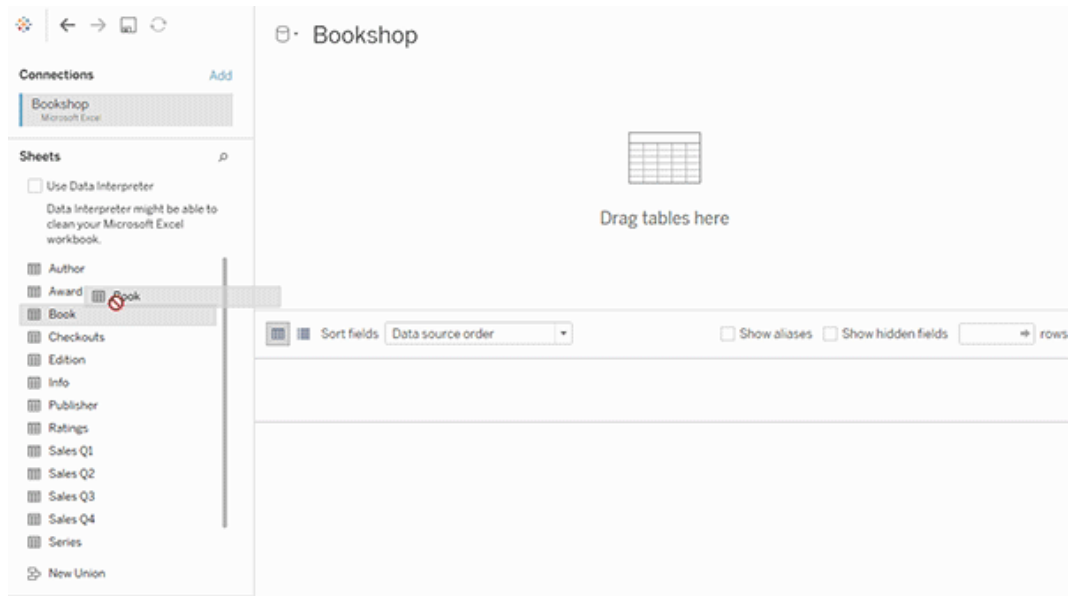 Bookshop
Connections
Add
Bookshop
Microsoft Excel
Sheets
Use Data Interpreter
Data Interpreter might be able to
clean your Microsoft Excel
workbook.
Author
Award
Book
Book
Checkouts
Edition
Info
Publisher
Ratings
Sales Q1
Sales Q2
Sales Q3
Sales Q4
Series
New Union
Drag tables here
Sort fields
Data source order
Show aliases
Show hidden fields
rows